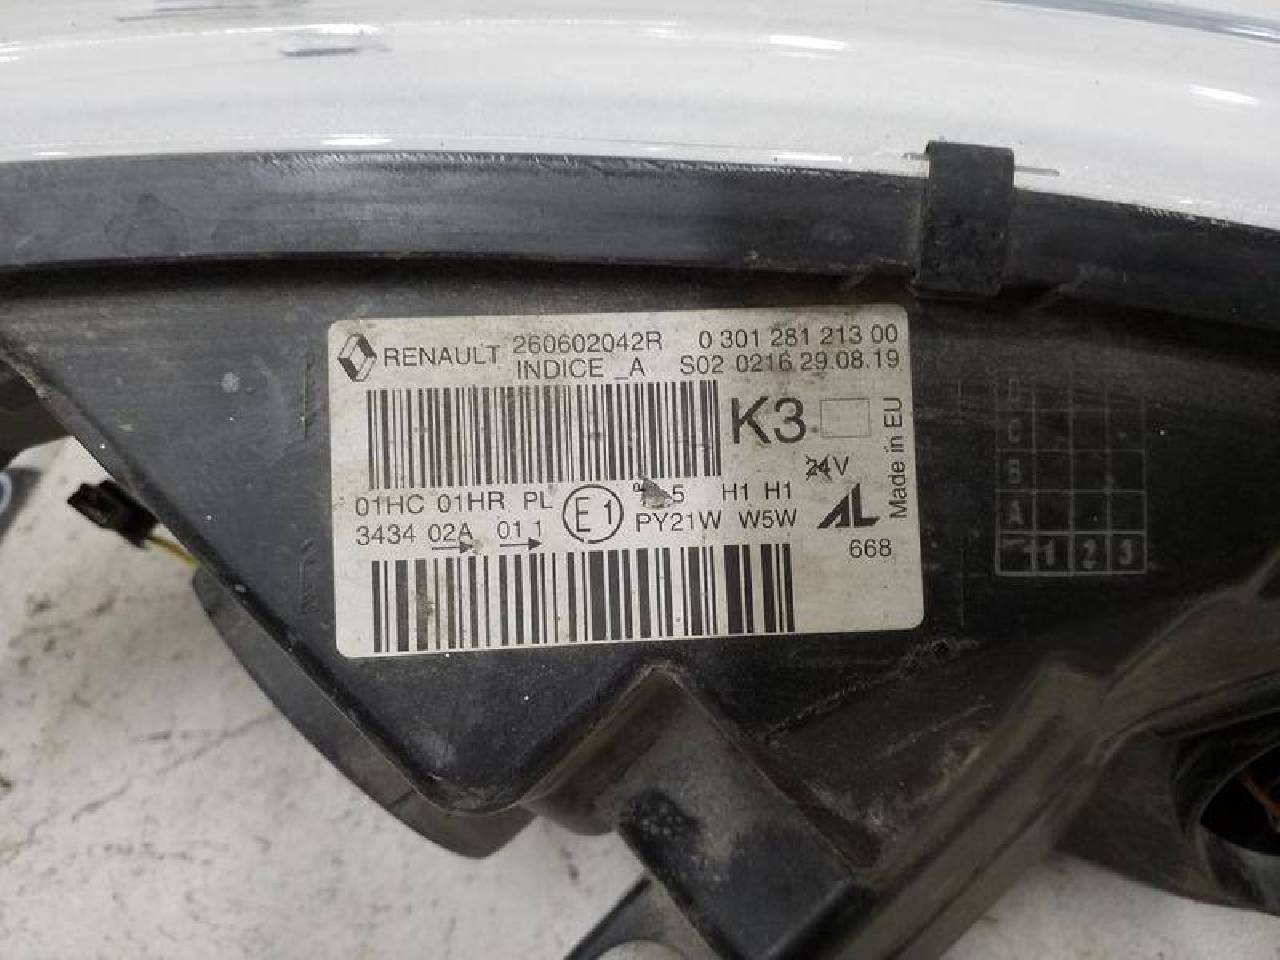 RENAULT 260602042R 0 301 281 213 00
INDICE _A S02 0216 29.08.19
K3
24V
Made in EU
01HC 01HR PL E1 H1 H1
3434 02A 01 1 PY21W W5W AL
668
C
B
A
1 2 3